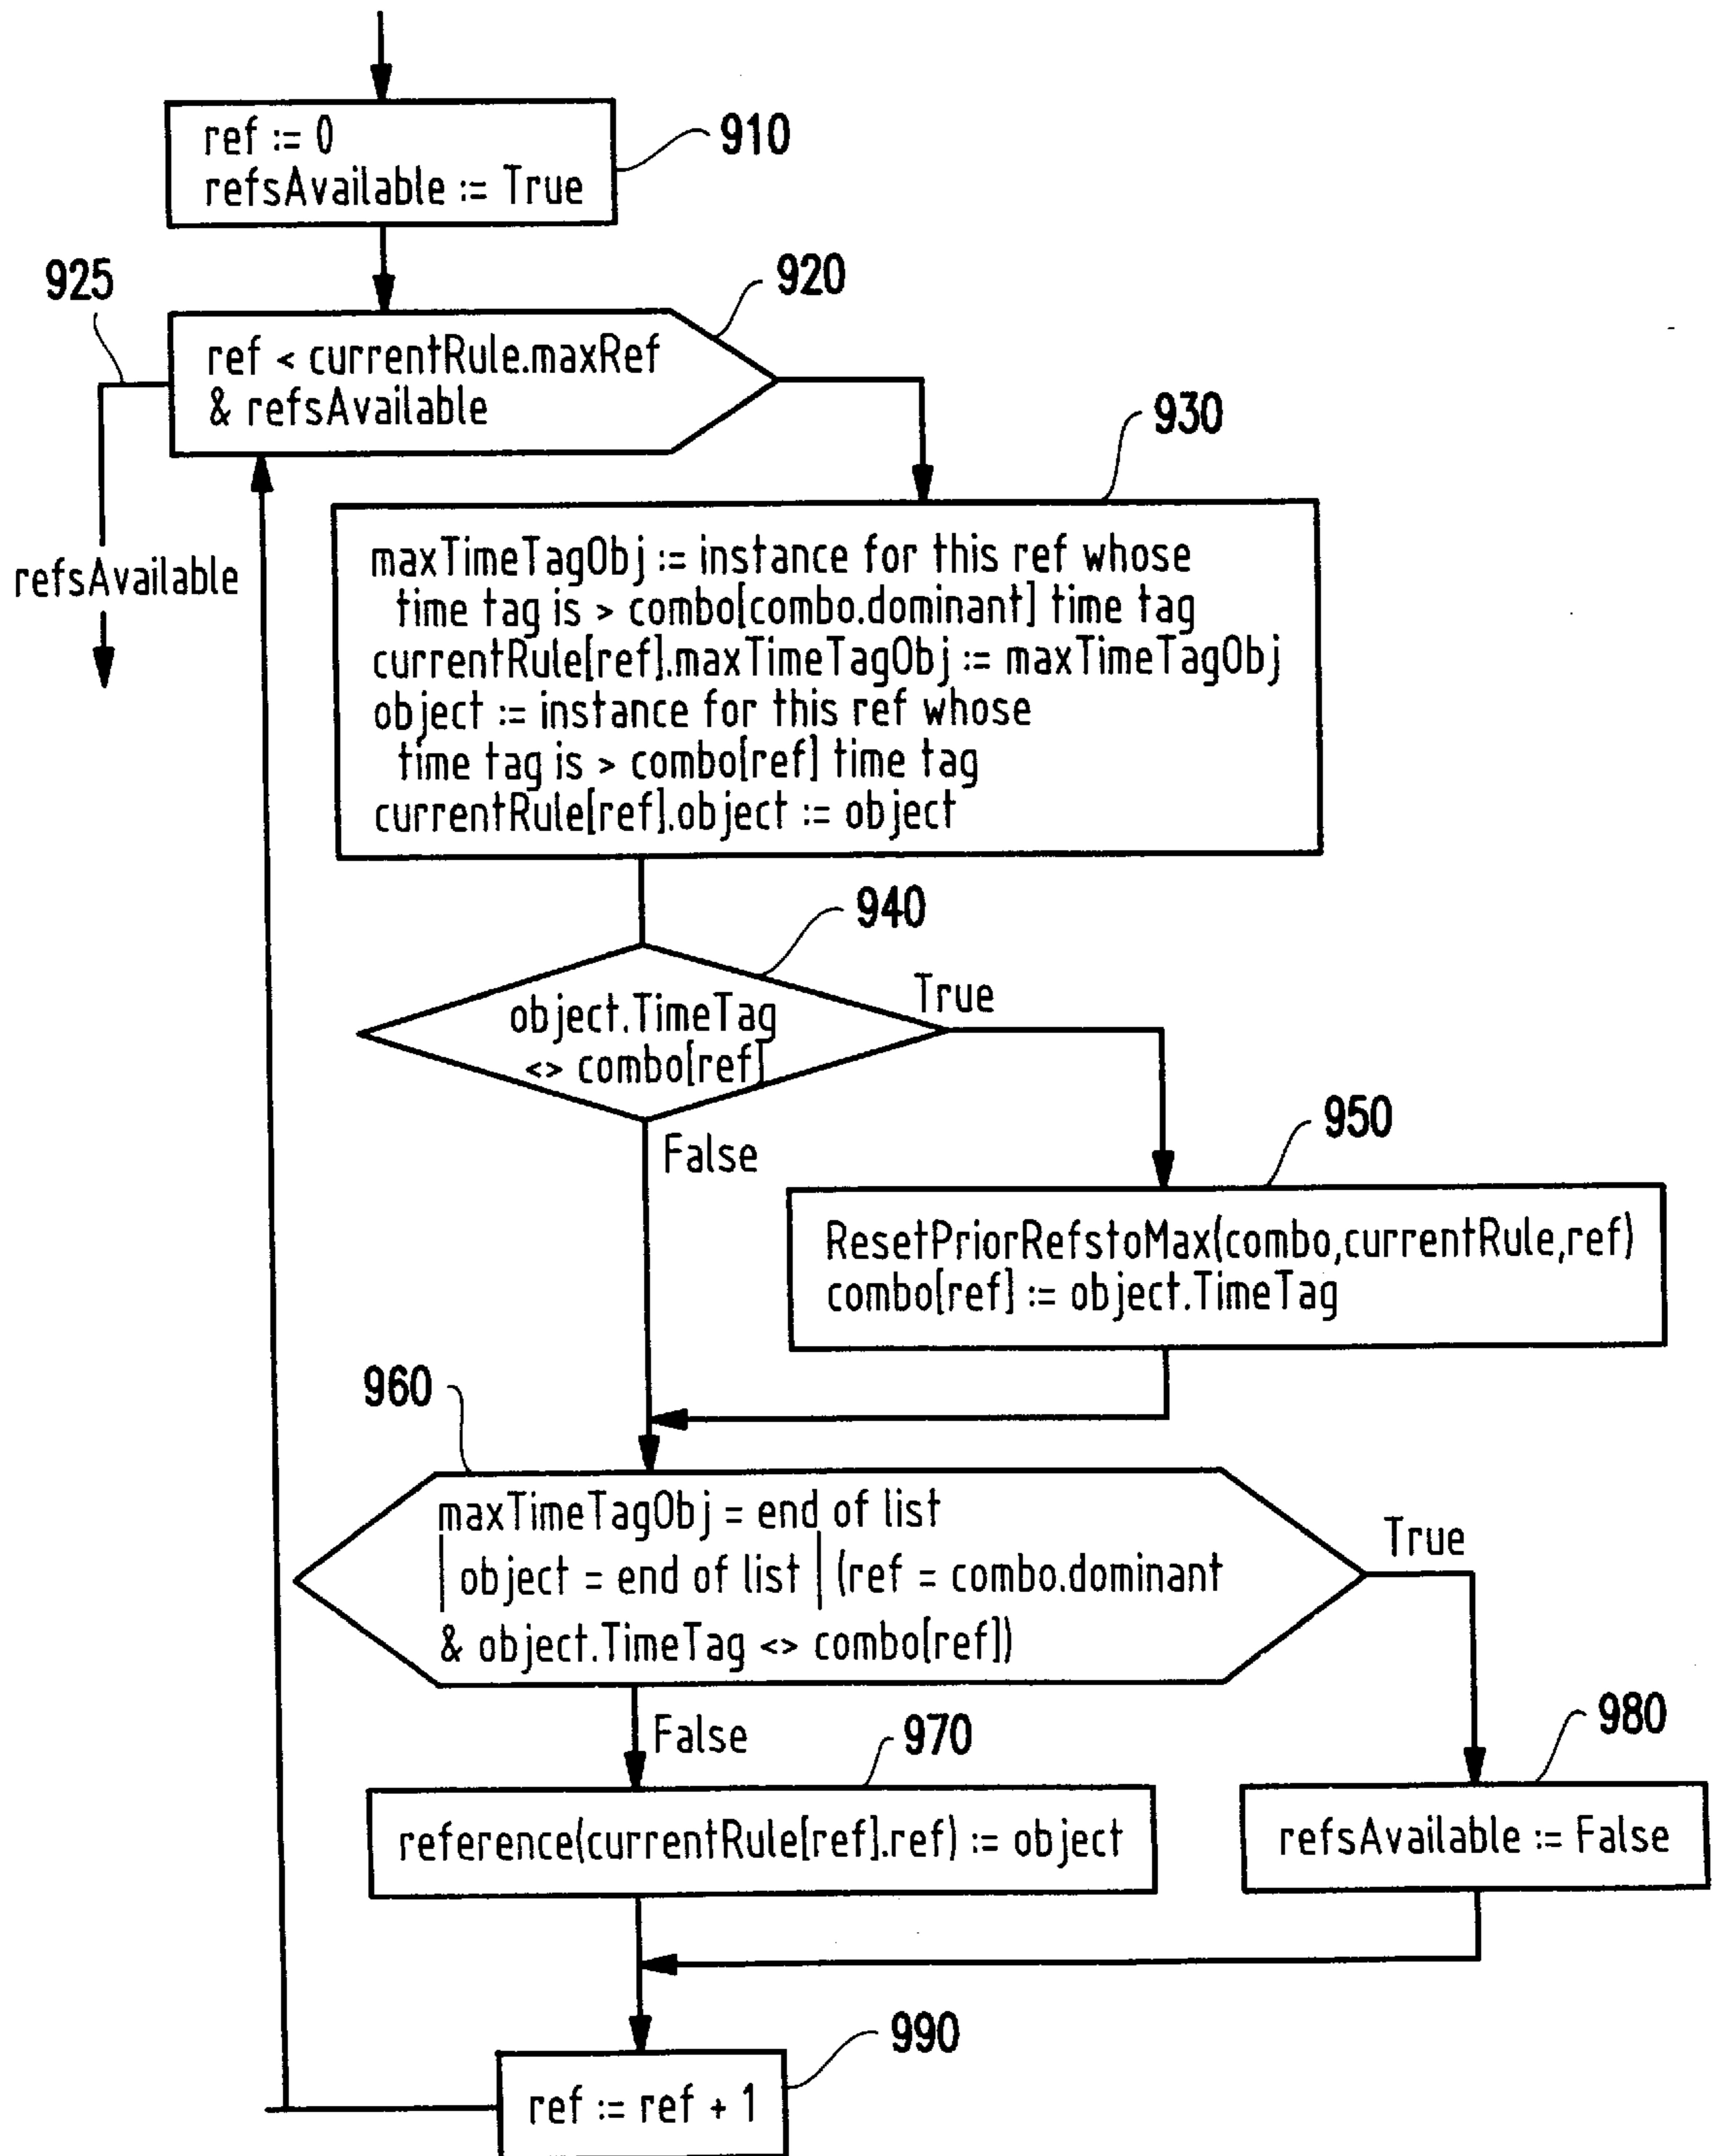 ref := 0
refsAvailable := True
910
925
920
ref < currentRule.maxRef
& refsAvailable
refsAvailable
930
maxTimeTagObj := instance for this ref whose
time tag is > combo[combo.dominant] time tag
currentRule[ref].maxTimeTagObj := maxTimeTagObj
object := instance for this ref whose
time tag is > combo[ref] time tag
currentRule[ref].object := object
940
object.TimeTag
<> combo[ref]
True
False
950
ResetPriorRefstoMax(combo,currentRule,ref)
combo[ref] := object.TimeTag
960
maxTimeTagObj = end of list
| object = end of list | (ref = combo.dominant
& object.TimeTag <> combo[ref])
True
False
970
reference(currentRule[ref].ref) := object
980
refsAvailable := False
990
ref := ref + 1